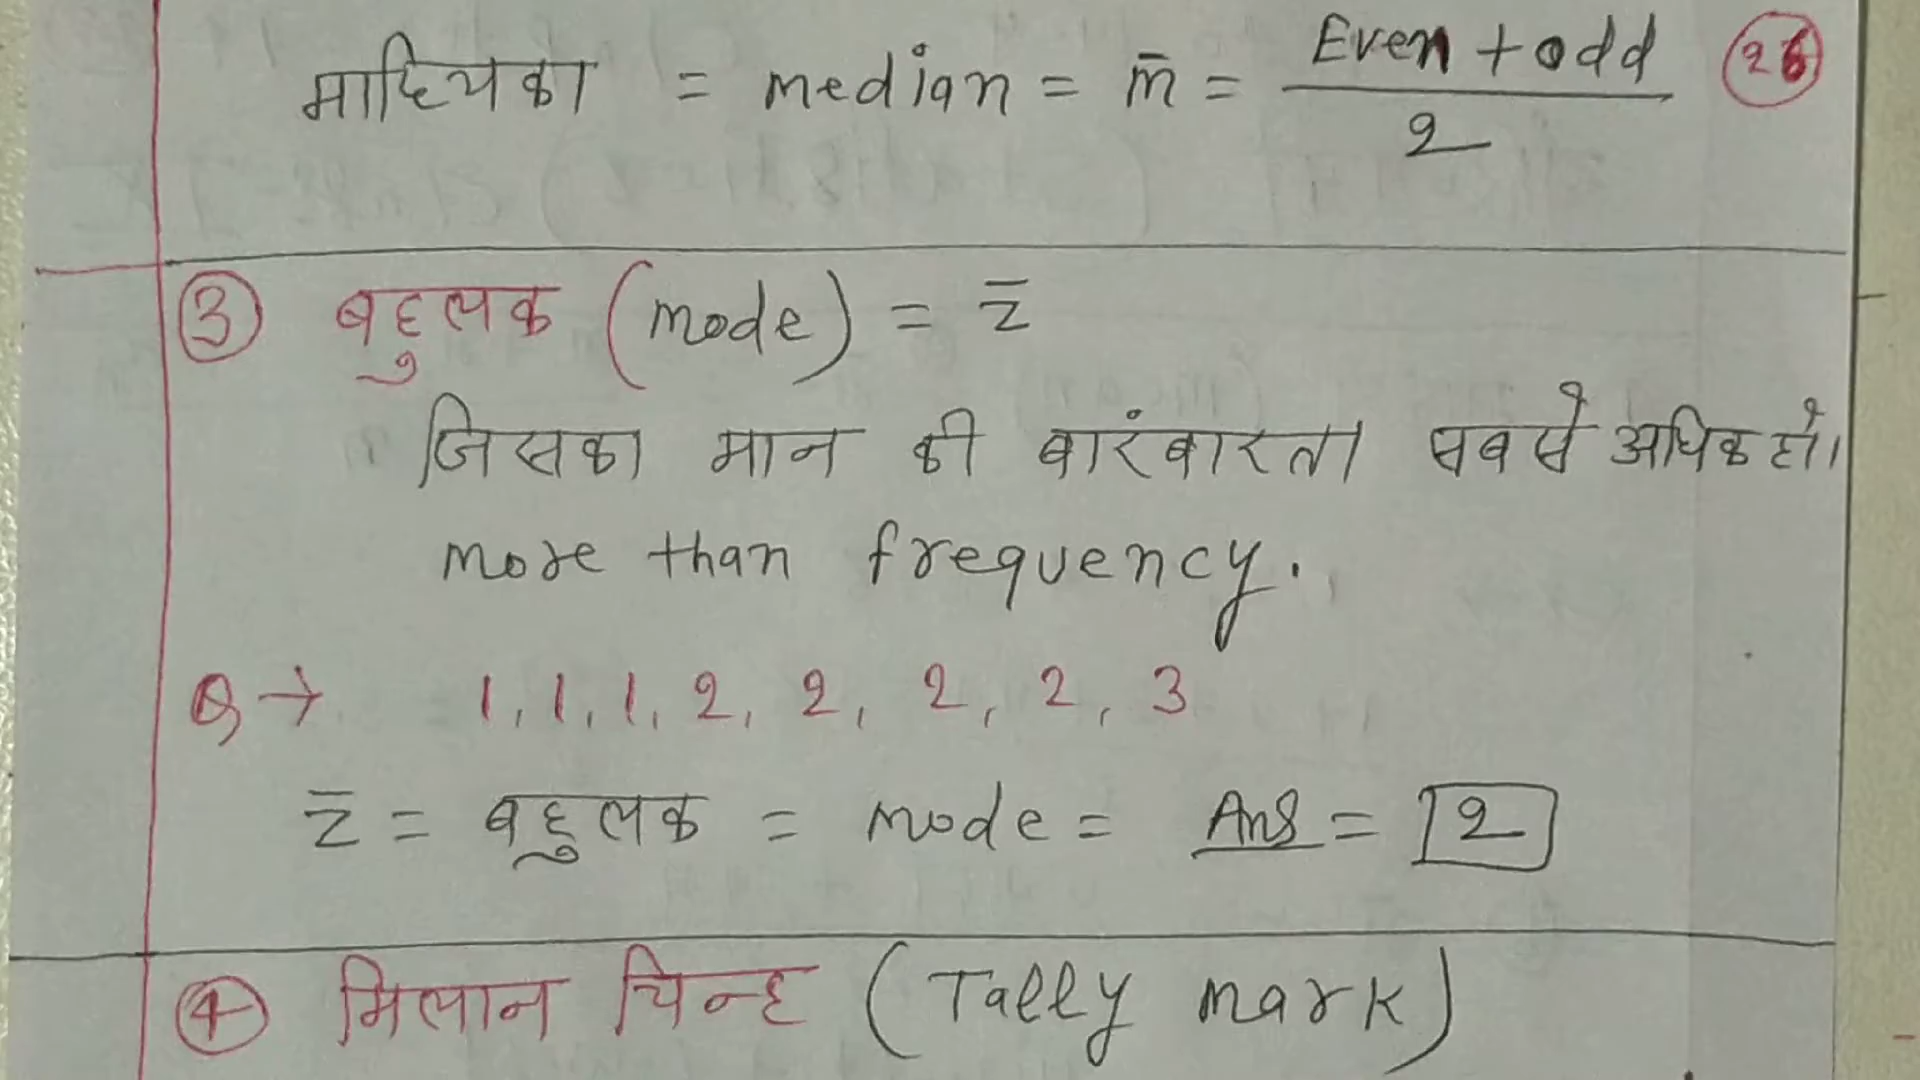 माध्यिका = median = m̄ = Even + odd / 2 (26)
③ बहुलक (mode) = z̄
जिसका मान की बारंबारता सबसे अधिक हो।
more than frequency.
Q → 1, 1, 1, 2, 2, 2, 2, 3
z̄ = बहुलक = mode = Ans = 2
④ मिलान चिन्ह (Tally mark)